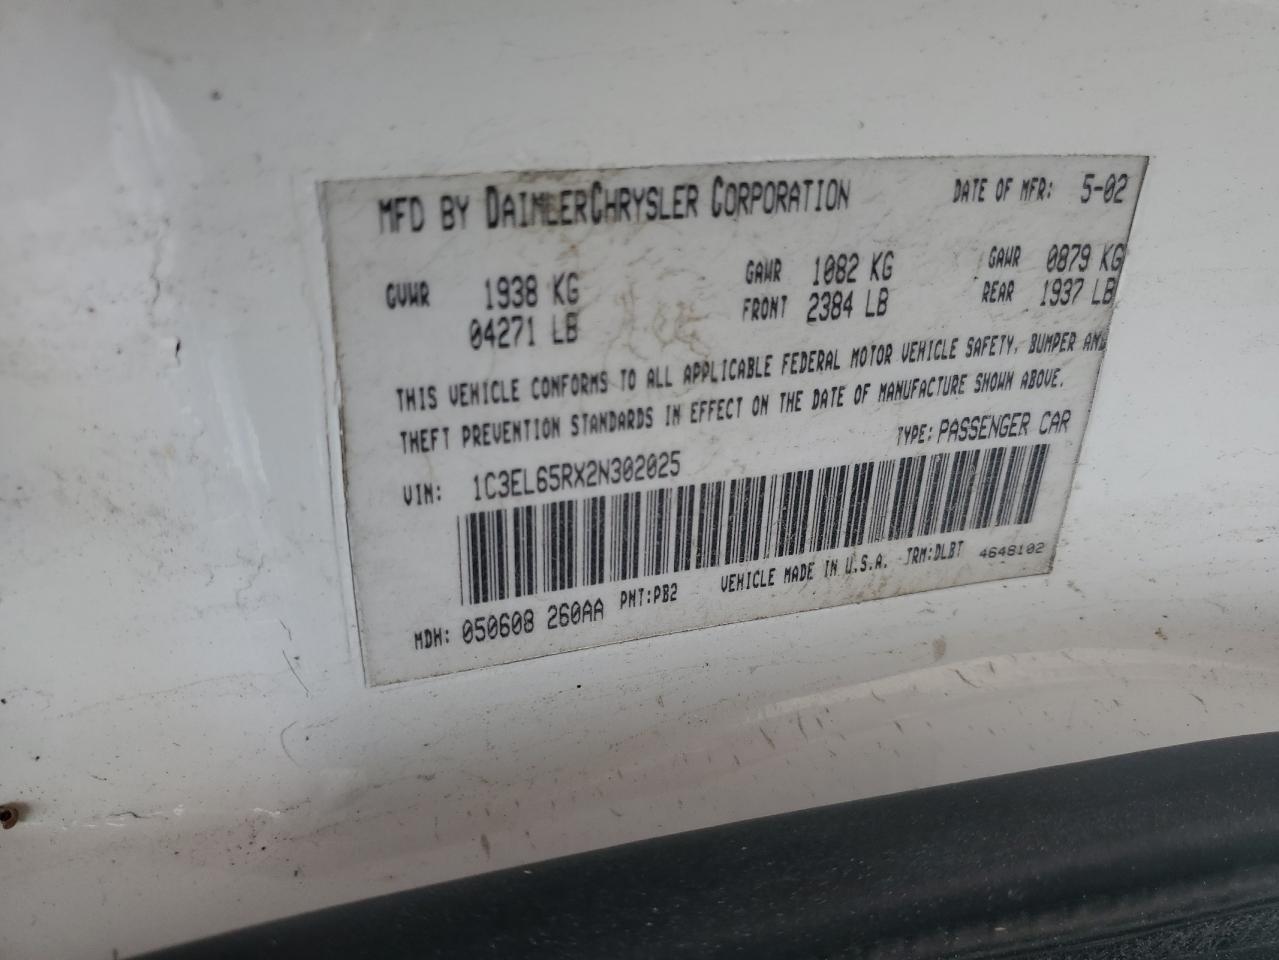 MFD BY DAIMLERCHRYSLER CORPORATION DATE OF MFR: 5-02
GVWR 1938 KG GAWR 1082 KG GAWR 0879 KG
04271 LB FRONT 2384 LB REAR 1937 LB
THIS VEHICLE CONFORMS TO ALL APPLICABLE FEDERAL MOTOR VEHICLE SAFETY, BUMPER AND
THEFT PREVENTION STANDARDS IN EFFECT ON THE DATE OF MANUFACTURE SHOWN ABOVE.
VIN: 1C3EL65RX2N302025 TYPE: PASSENGER CAR
MDH: 050608 260AA PNT:PB2 VEHICLE MADE IN U.S.A. TRM:DLBT 4648102